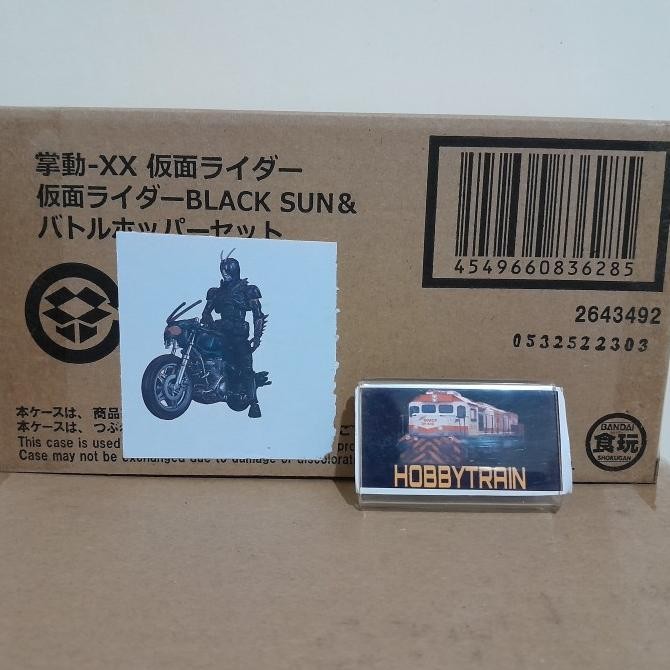 掌動-XX 仮面ライダー
仮面ライダーBLACK SUN&
バトルホッパーセット
4549660836285
2643492
0532522303
本ケースは、商品
本ケースは、つぶ
This case is used
Case may not be exchanged due to damage or discolorat
HOBBYTRAIN
BANDAI
食玩
SHOKUGAN